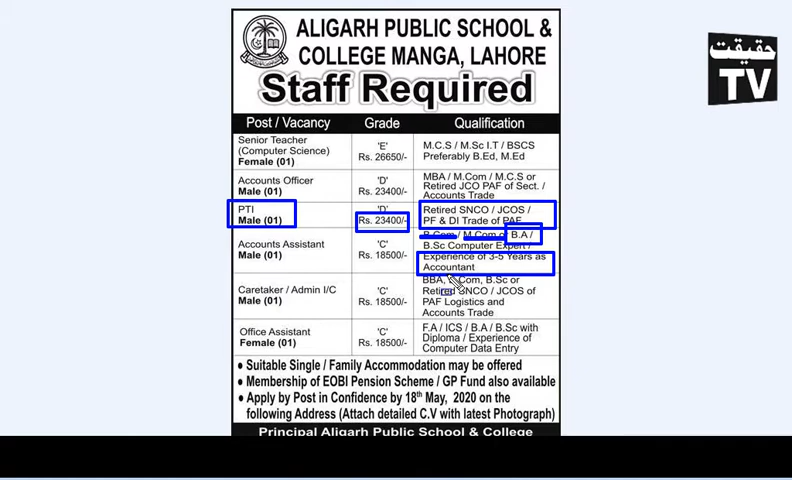 ALIGARH PUBLIC SCHOOL &
COLLEGE MANGA, LAHORE
Staff Required
حقیقت
TV
Post / Vacancy Grade Qualification
Senior Teacher
(Computer Science)
Female (01)
'E'
Rs. 26650/-
M.C.S / M.Sc I.T / BSCS
Preferably B.Ed, M.Ed
Accounts Officer
Male (01)
'D'
Rs. 23400/-
MBA / M.Com / M.C.S or
Retired JCO PAF of Sect. /
Accounts Trade
PTI
Male (01)
'D'
Rs. 23400/-
Retired SNCO / JCOS /
PF & DI Trade of PAF
Accounts Assistant
Male (01)
'C'
Rs. 18500/-
B.Com / M.Com or B.A /
B.Sc Computer Expert /
Experience of 3-5 Years as
Accountant
Caretaker / Admin I/C
Male (01)
'C'
Rs. 18500/-
BBA, B.Com, B.Sc or
Retired SNCO / JCOS of
PAF Logistics and
Accounts Trade
Office Assistant
Female (01)
'C'
Rs. 18500/-
F.A / ICS / B.A / B.Sc with
Diploma / Experience of
Computer Data Entry
• Suitable Single / Family Accommodation may be offered
• Membership of EOBI Pension Scheme / GP Fund also available
• Apply by Post in Confidence by 18th May, 2020 on the
following Address (Attach detailed C.V with latest Photograph)
Principal Aligarh Public School & College